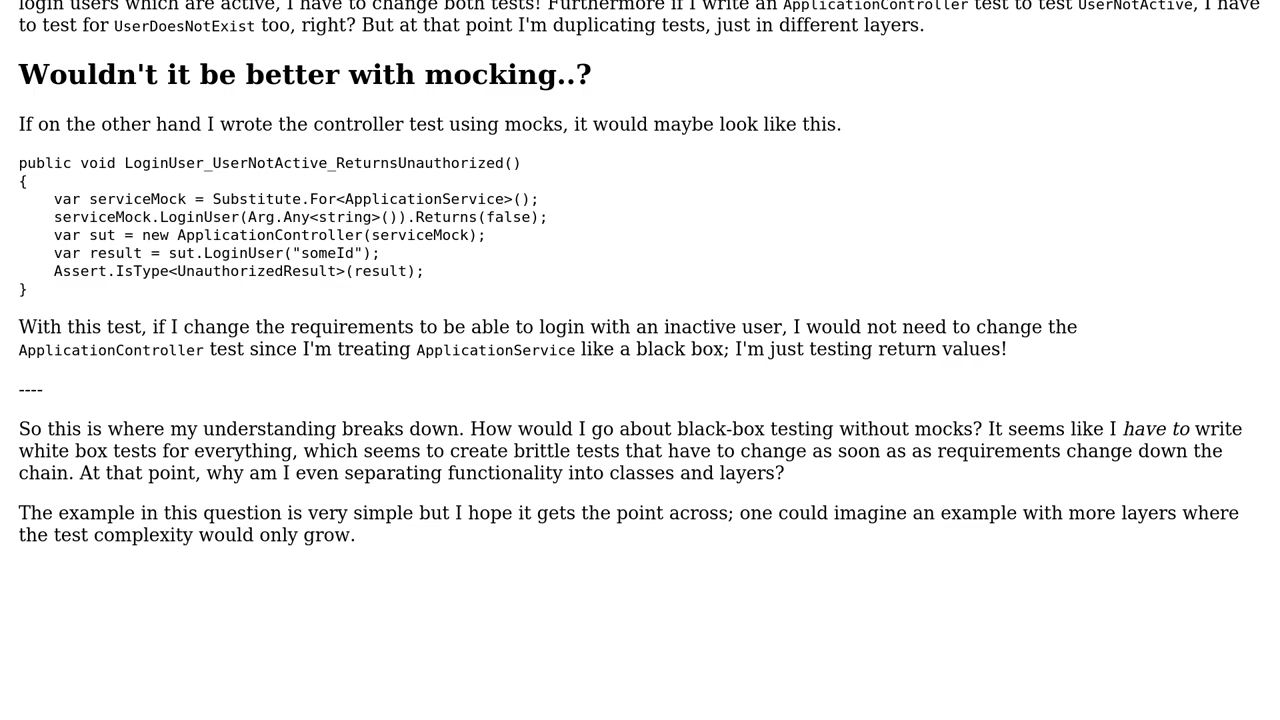 login users which are active, I have to change both tests! Furthermore if I write an ApplicationController test to test UserNotActive, I have
to test for UserDoesNotExist too, right? But at that point I'm duplicating tests, just in different layers.
Wouldn't it be better with mocking..?
If on the other hand I wrote the controller test using mocks, it would maybe look like this.
public void LoginUser_UserNotActive_ReturnsUnauthorized()
{
    var serviceMock = Substitute.For<ApplicationService>();
    serviceMock.LoginUser(Arg.Any<string>()).Returns(false);
    var sut = new ApplicationController(serviceMock);
    var result = sut.LoginUser("someId");
    Assert.IsType<UnauthorizedResult>(result);
}
With this test, if I change the requirements to be able to login with an inactive user, I would not need to change the
ApplicationController test since I'm treating ApplicationService like a black box; I'm just testing return values!
----
So this is where my understanding breaks down. How would I go about black-box testing without mocks? It seems like I have to write
white box tests for everything, which seems to create brittle tests that have to change as soon as as requirements change down the
chain. At that point, why am I even separating functionality into classes and layers?
The example in this question is very simple but I hope it gets the point across; one could imagine an example with more layers where
the test complexity would only grow.